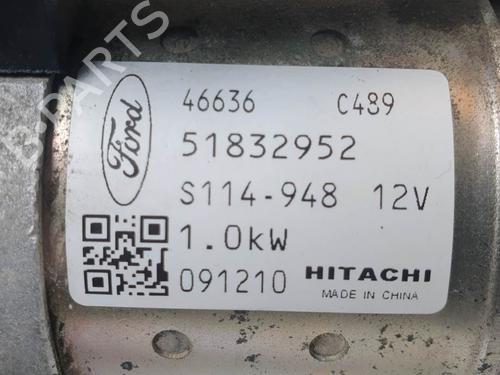 B-PARTS
Ford
46636 C489
51832952
S114-948 12V
1.0kW
091210 HITACHI
MADE IN CHINA